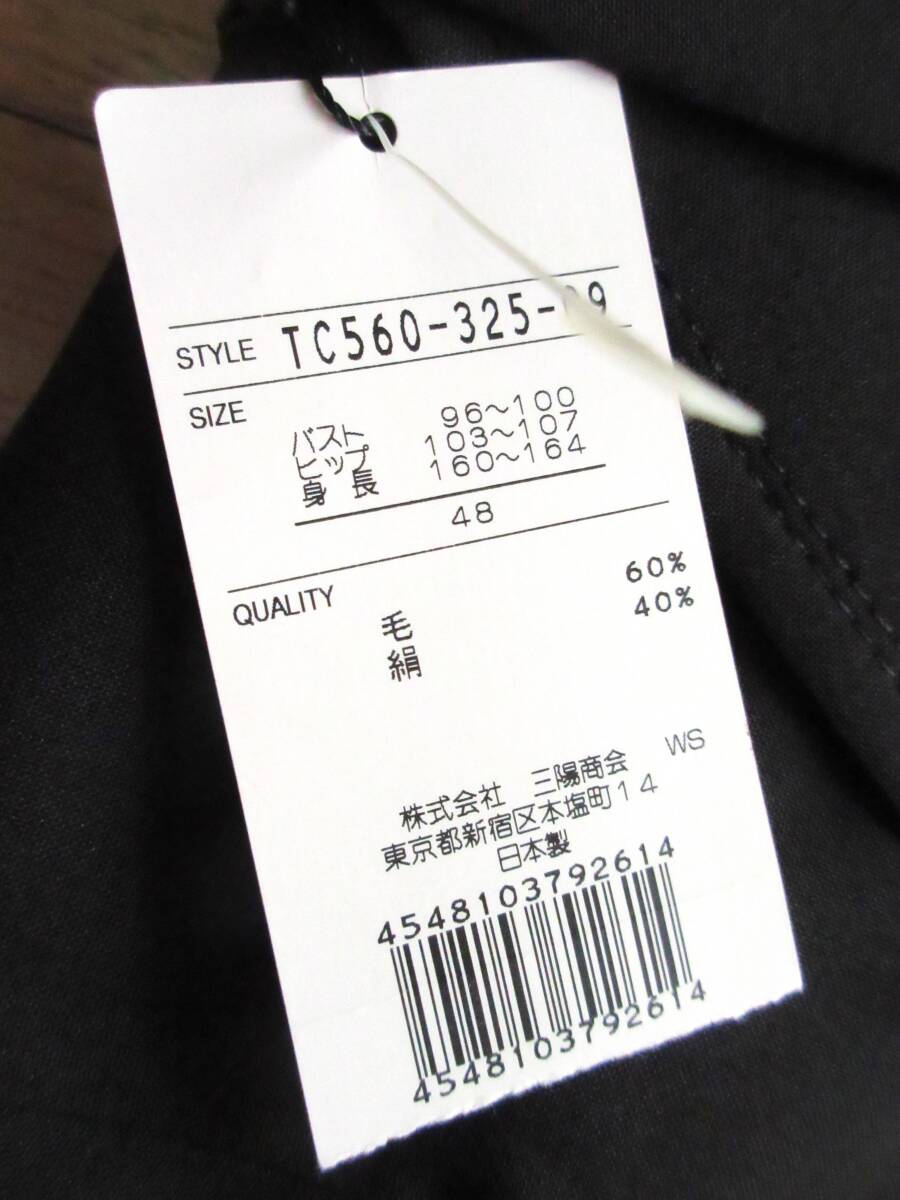 STYLE TC560-325-
SIZE
バスト 96～100
ヒップ 103～107
身長 160～164
48
QUALITY
毛 60%
絹 40%
WS
株式会社 三陽商会
東京都新宿区本塩町14
日本製
4548103792614
4548103792614